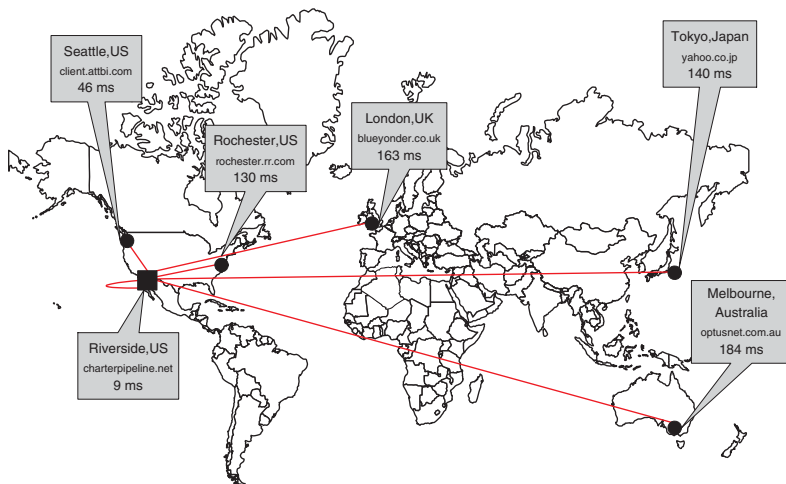 Seattle,US
client.attbi.com
46 ms
Rochester,US
rochester.rr.com
130 ms
London,UK
blueyonder.co.uk
163 ms
Tokyo,Japan
yahoo.co.jp
140 ms
Riverside,US
charterpipeline.net
9 ms
Melbourne,
Australia
optusnet.com.au
184 ms